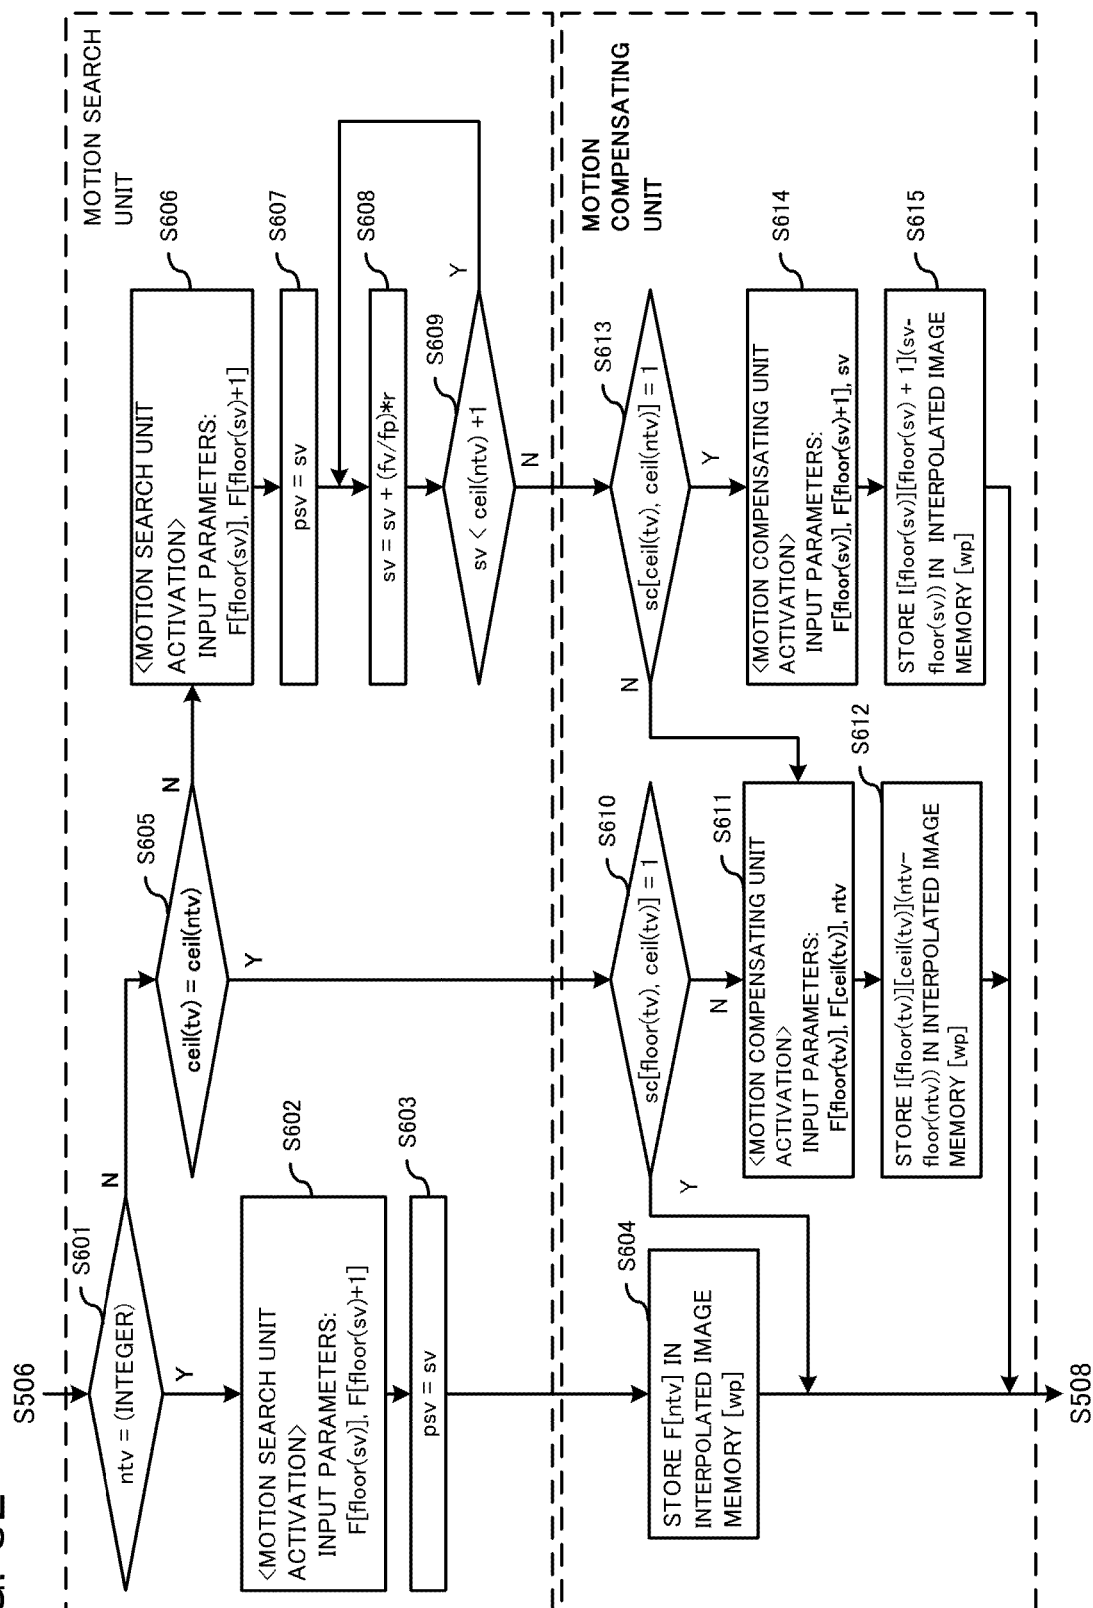 S506
MOTION SEARCH
UNIT
ntv = (INTEGER)
S601
Y
N
<MOTION SEARCH UNIT
ACTIVATION>
INPUT PARAMETERS:
F[floor(sv)], F[floor(sv)+1]
S602
psv = sv
S603
ceil(tv) = ceil(ntv)
S605
Y
N
<MOTION SEARCH UNIT
ACTIVATION>
INPUT PARAMETERS:
F[floor(sv)], F[floor(sv)+1]
S606
psv = sv
S607
sv = sv + (fv/fp)*r
S608
sv < ceil(ntv) +1
S609
Y
N
MOTION
COMPENSATING
UNIT
STORE F[ntv] IN
INTERPOLATED IMAGE
MEMORY [wp]
S604
sc[floor(tv), ceil(tv)] = 1
S610
Y
N
<MOTION COMPENSATING UNIT
ACTIVATION>
INPUT PARAMETERS:
F[floor(tv)], F[ceil(tv)], ntv
S611
STORE I[floor(tv)][ceil(tv)](ntv-
floor(ntv)) IN INTERPOLATED IMAGE
MEMORY [wp]
S612
sc[ceil(tv), ceil(ntv)] = 1
S613
N
Y
<MOTION COMPENSATING UNIT
ACTIVATION>
INPUT PARAMETERS:
F[floor(sv)], F[floor(sv)+1], sv
S614
STORE I[floor(sv)][floor(sv) + 1](sv-
floor(sv)) IN INTERPOLATED IMAGE
MEMORY [wp]
S615
S508